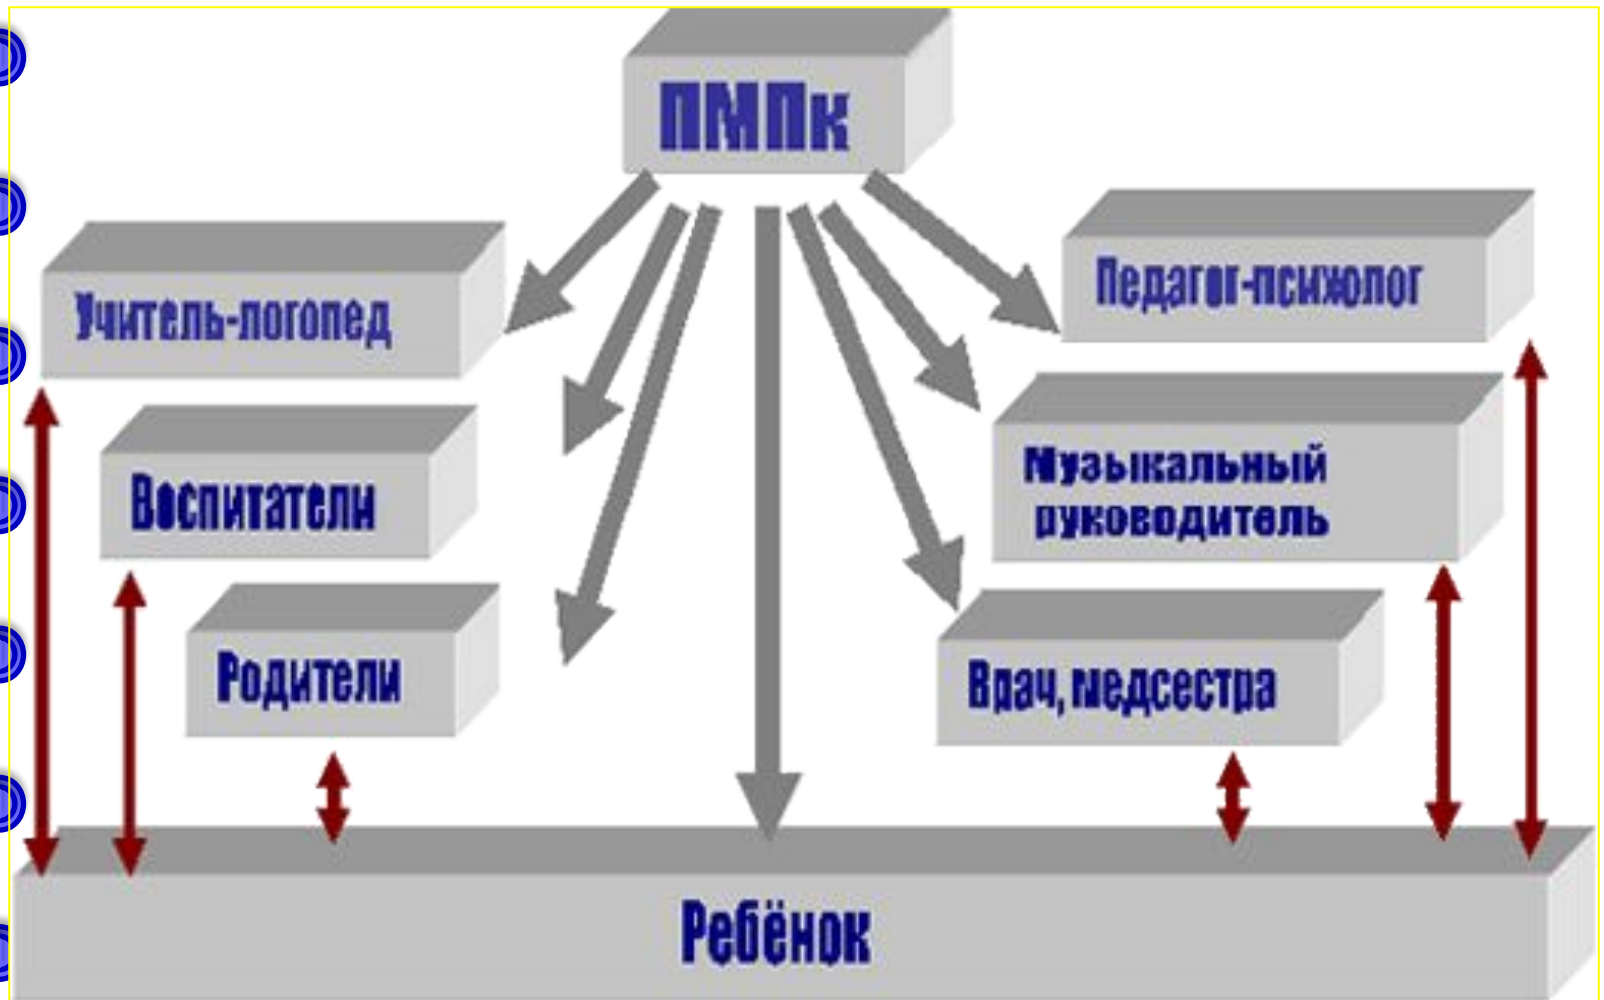 ПМПк
Учитель-логопед
Педагог-психолог
Воспитатели
Музыкальный
руководитель
Родители
Врач, медсестра
Ребёнок